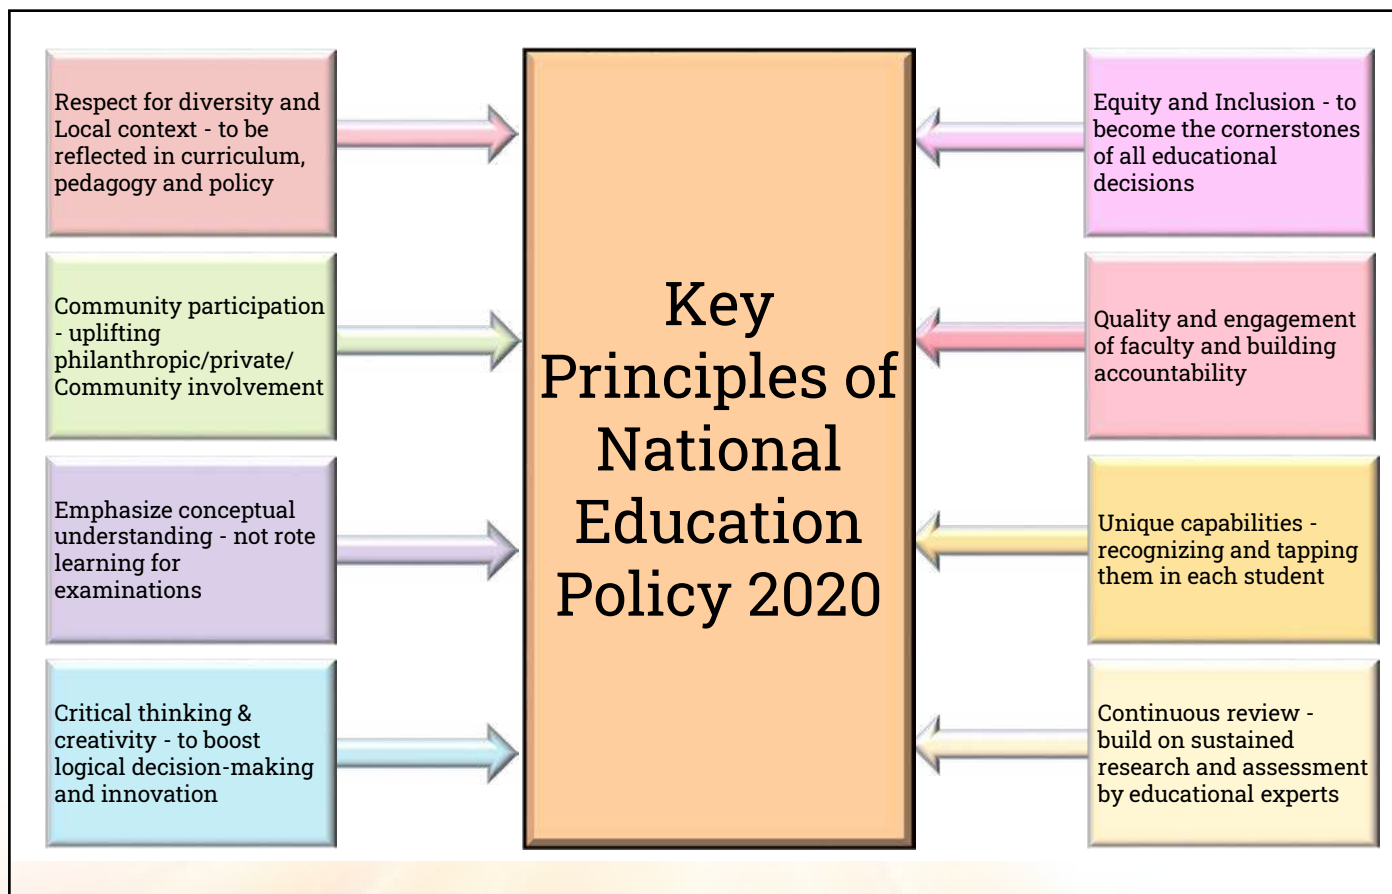 Respect for diversity and
Local context - to be
reflected in curriculum,
pedagogy and policy
Community participation
- uplifting
philanthropic/private/
Community involvement
Emphasize conceptual
understanding - not rote
learning for
examinations
Critical thinking &
creativity - to boost
logical decision-making
and innovation
Key
Principles of
National
Education
Policy 2020
Equity and Inclusion - to
become the cornerstones
of all educational
decisions
Quality and engagement
of faculty and building
accountability
Unique capabilities -
recognizing and tapping
them in each student
Continuous review -
build on sustained
research and assessment
by educational experts